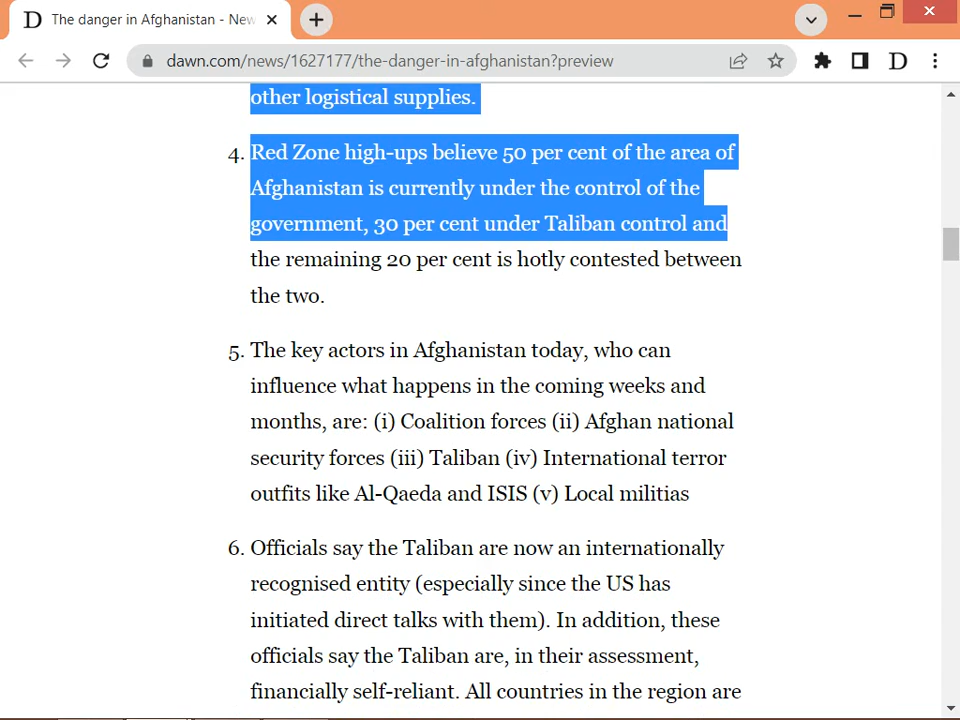 D The danger in Afghanistan - New
dawn.com/news/1627177/the-danger-in-afghanistan?preview
D
other logistical supplies.
4. Red Zone high-ups believe 50 per cent of the area of
Afghanistan is currently under the control of the
government, 30 per cent under Taliban control and
the remaining 20 per cent is hotly contested between
the two.
5. The key actors in Afghanistan today, who can
influence what happens in the coming weeks and
months, are: (i) Coalition forces (ii) Afghan national
security forces (iii) Taliban (iv) International terror
outfits like Al-Qaeda and ISIS (v) Local militias
6. Officials say the Taliban are now an internationally
recognised entity (especially since the US has
initiated direct talks with them). In addition, these
officials say the Taliban are, in their assessment,
financially self-reliant. All countries in the region are